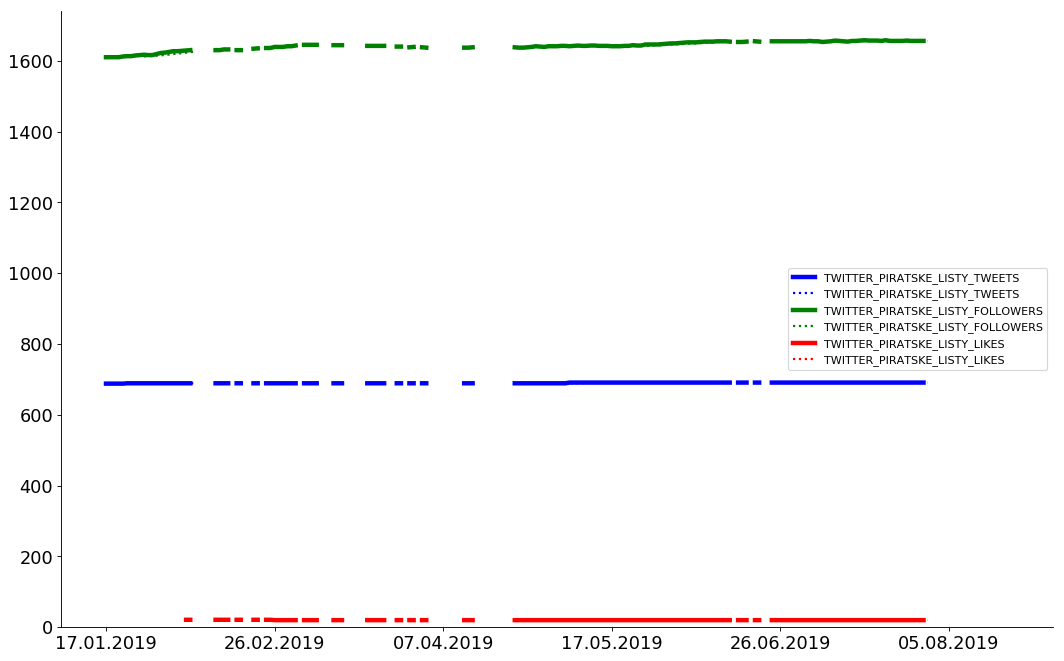 1600
1400
1200
1000
800
600
400
200
0
17.01.2019 26.02.2019 07.04.2019 17.05.2019 26.06.2019 05.08.2019
TWITTER_PIRATSKE_LISTY_TWEETS
TWITTER_PIRATSKE_LISTY_TWEETS
TWITTER_PIRATSKE_LISTY_FOLLOWERS
TWITTER_PIRATSKE_LISTY_FOLLOWERS
TWITTER_PIRATSKE_LISTY_LIKES
TWITTER_PIRATSKE_LISTY_LIKES